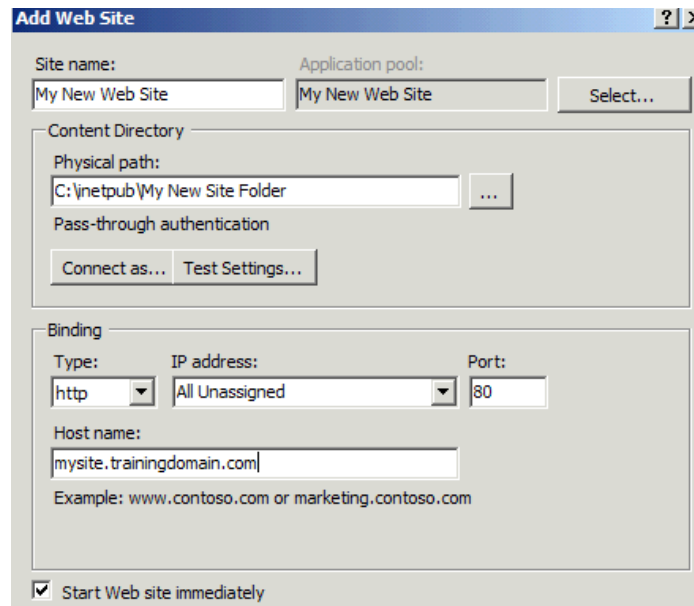 Add Web Site ? X
Site name: Application pool:
My New Web Site My New Web Site Select...
Content Directory
Physical path:
C:\inetpub\My New Site Folder ...
Pass-through authentication
Connect as... Test Settings...
Binding
Type: IP address: Port:
http All Unassigned 80
Host name:
mysite.trainingdomain.com
Example: www.contoso.com or marketing.contoso.com
Start Web site immediately